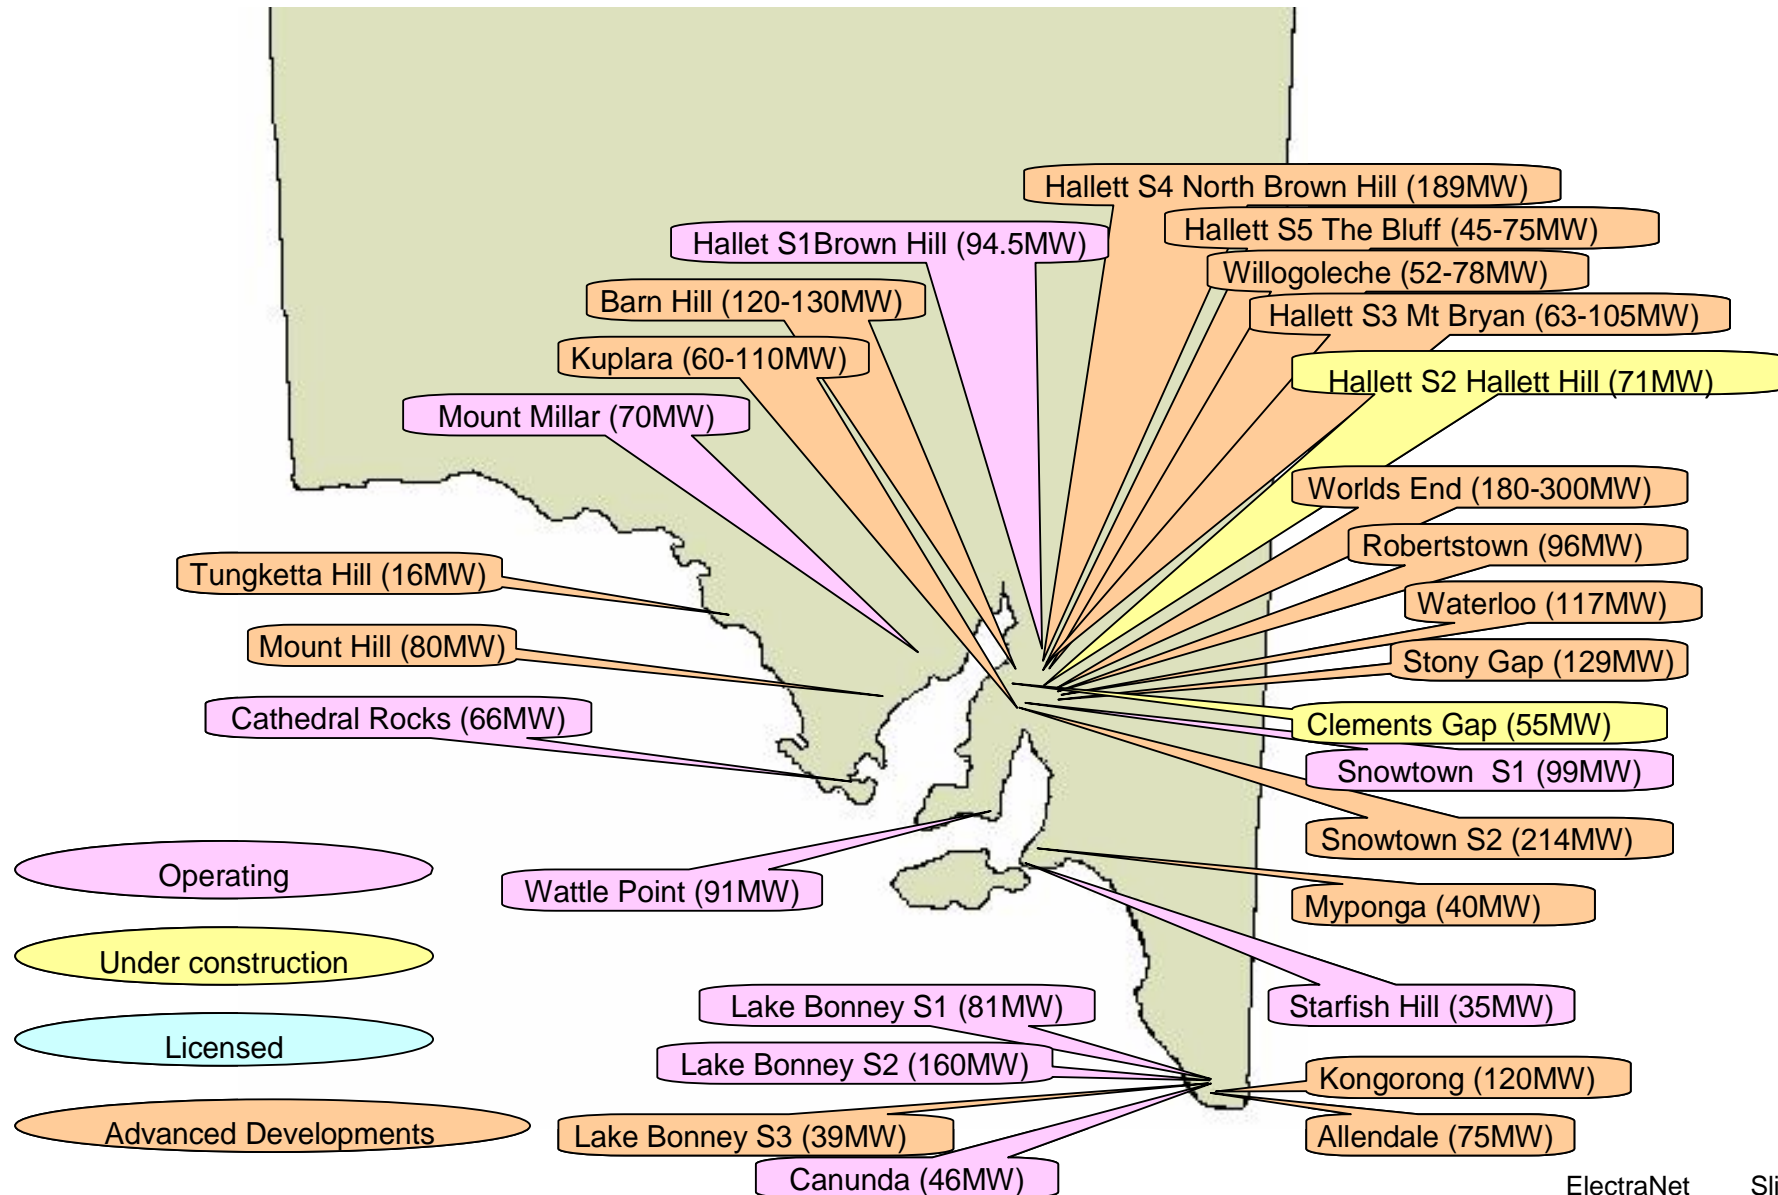 Hallett S4 North Brown Hill (189MW)
Hallet S1Brown Hill (94.5MW)
Hallett S5 The Bluff (45-75MW)
Willogoleche (52-78MW)
Barn Hill (120-130MW)
Hallett S3 Mt Bryan (63-105MW)
Kuplara (60-110MW)
Hallett S2 Hallett Hill (71MW)
Mount Millar (70MW)
Worlds End (180-300MW)
Robertstown (96MW)
Tungketta Hill (16MW)
Waterloo (117MW)
Mount Hill (80MW)
Stony Gap (129MW)
Cathedral Rocks (66MW)
Clements Gap (55MW)
Snowtown S1 (99MW)
Snowtown S2 (214MW)
Operating
Wattle Point (91MW)
Myponga (40MW)
Under construction
Lake Bonney S1 (81MW)
Starfish Hill (35MW)
Licensed
Lake Bonney S2 (160MW)
Kongorong (120MW)
Advanced Developments
Lake Bonney S3 (39MW)
Allendale (75MW)
Canunda (46MW)
ElectraNet Sli